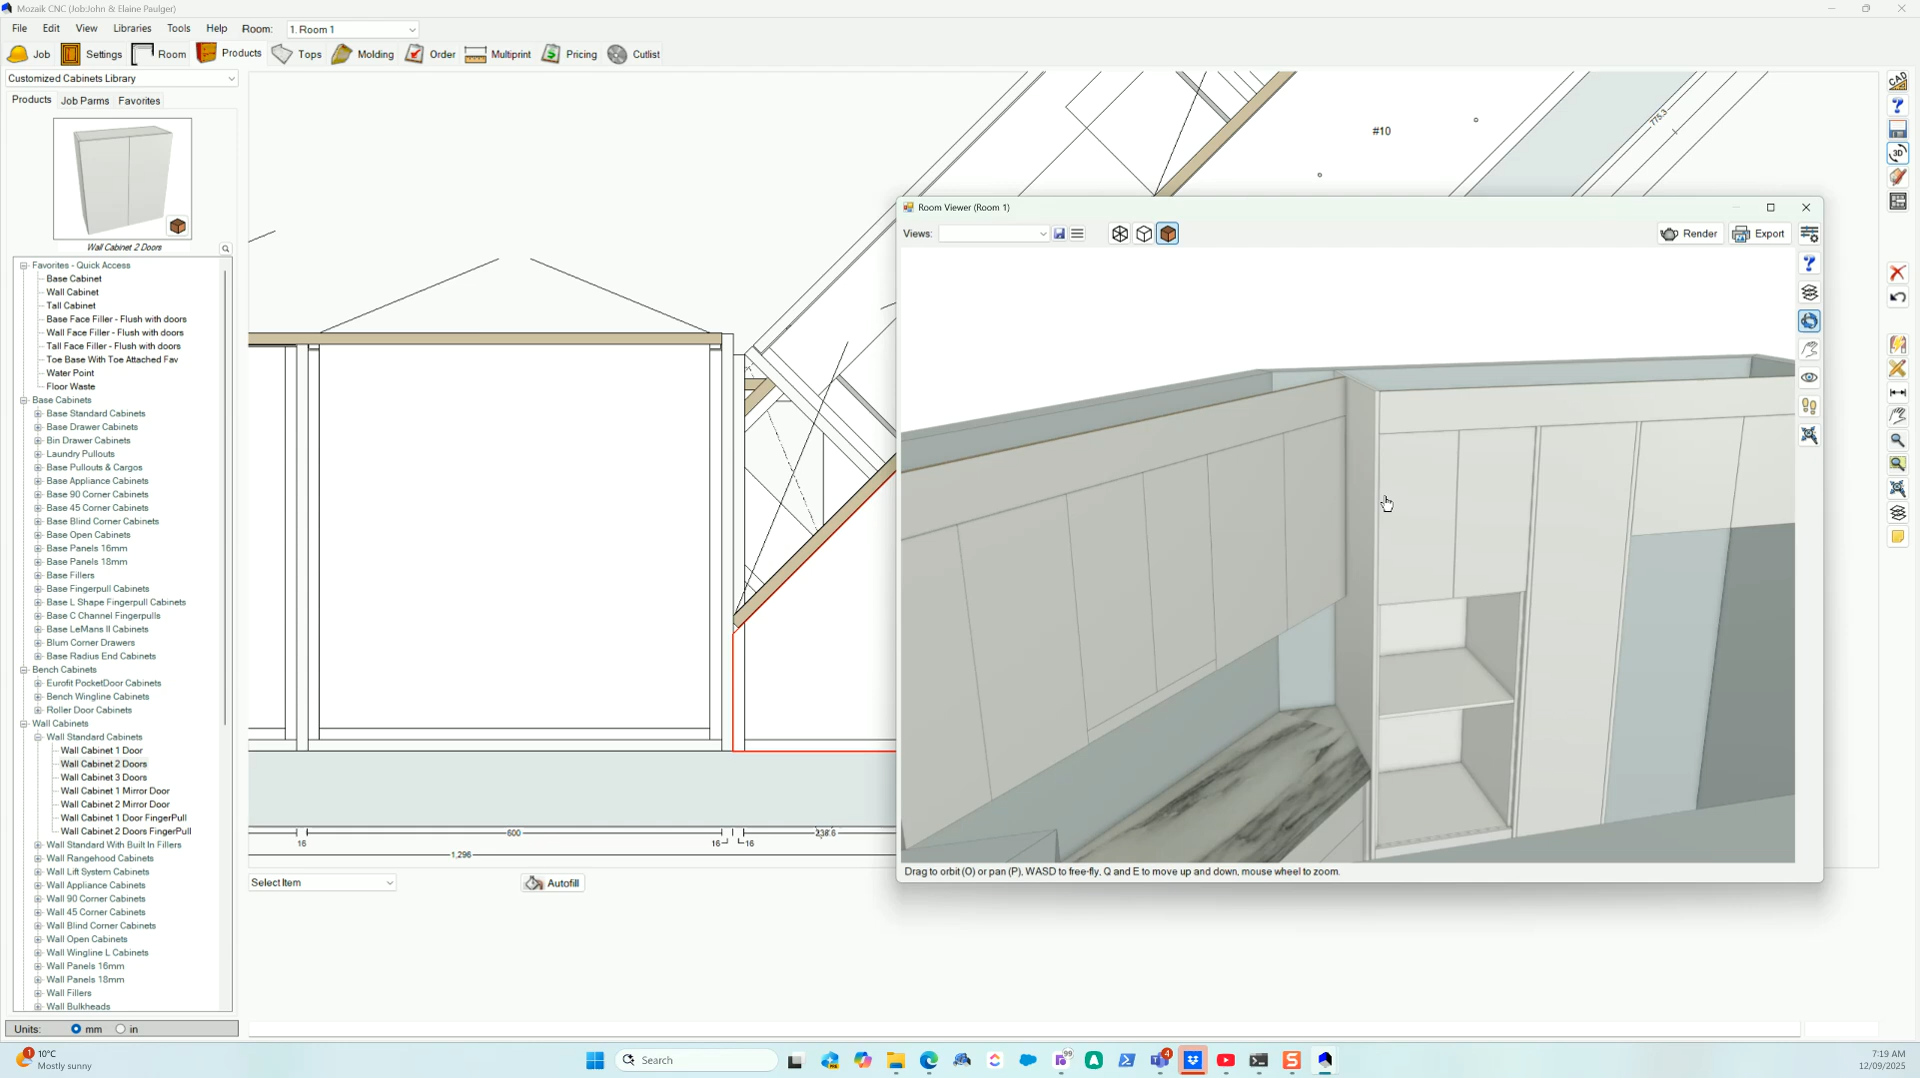 Mozaik CNC (Job:John & Elaine Paulger)
File Edit View Libraries Tools Help Room: 1. Room 1
Job Settings Room Products Tops Molding Order Multiprint Pricing Cutlist
Customized Cabinets Library
Products Job Parms Favorites
Wall Cabinet 2 Doors
Favorites - Quick Access
Base Cabinet
Wall Cabinet
Tall Cabinet
Base Face Filler - Flush with doors
Wall Face Filler - Flush with doors
Tall Face Filler - Flush with doors
Toe Base With Toe Attached Fav
Water Point
Floor Waste
Base Cabinets
Base Standard Cabinets
Base Drawer Cabinets
Bin Drawer Cabinets
Laundry Pullouts
Base Pullouts & Cargos
Base Appliance Cabinets
Base 90 Corner Cabinets
Base 45 Corner Cabinets
Base Blind Corner Cabinets
Base Open Cabinets
Base Panels 16mm
Base Panels 18mm
Base Fillers
Base Fingerpull Cabinets
Base L Shape Fingerpull Cabinets
Base C Channel Fingerpulls
Base LeMans II Cabinets
Blum Corner Drawers
Base Radius End Cabinets
Bench Cabinets
Eurofit PocketDoor Cabinets
Bench Wingline Cabinets
Roller Door Cabinets
Wall Cabinets
Wall Standard Cabinets
Wall Cabinet 1 Door
Wall Cabinet 2 Doors
Wall Cabinet 3 Doors
Wall Cabinet 1 Mirror Door
Wall Cabinet 2 Mirror Door
Wall Cabinet 1 Door FingerPull
Wall Cabinet 2 Doors FingerPull
Wall Standard With Built In Fillers
Wall Rangehood Cabinets
Wall Lift System Cabinets
Wall Appliance Cabinets
Wall 90 Corner Cabinets
Wall 45 Corner Cabinets
Wall Blind Corner Cabinets
Wall Open Cabinets
Wall Wingline L Cabinets
Wall Panels 16mm
Wall Panels 18mm
Wall Fillers
Wall Bulkheads
Units: mm in
#10
775.3
16 600 16 16
1,296
Select Item
Autofill
CAD
3D
Room Viewer (Room 1)
Views:
Render Export
Drag to orbit (O) or pan (P), WASD to free-fly, Q and E to move up and down, mouse wheel to zoom.
1
10°C
Mostly sunny
Search
99
4
7:19 AM
12/09/2025